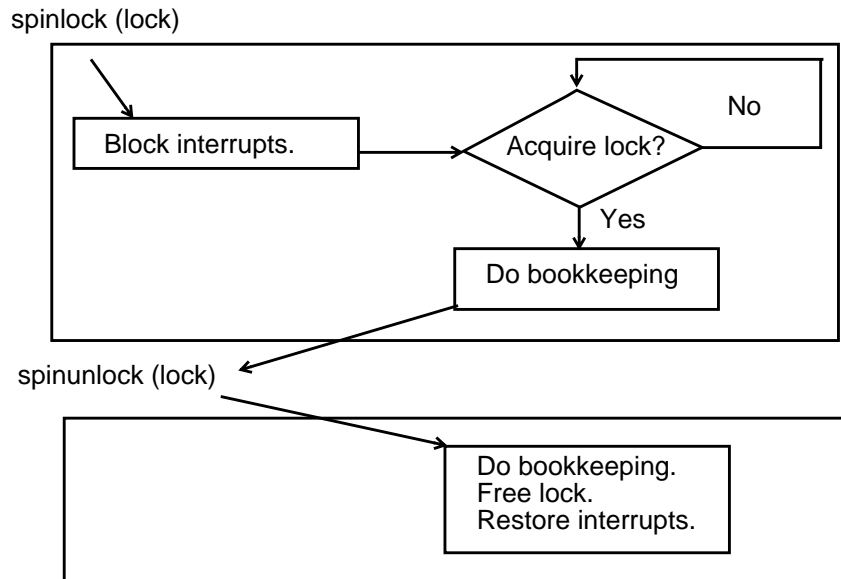 spinlock (lock)
Block interrupts.
Acquire lock?
No
Yes
Do bookkeeping
spinunlock (lock)
Do bookkeeping.
Free lock.
Restore interrupts.